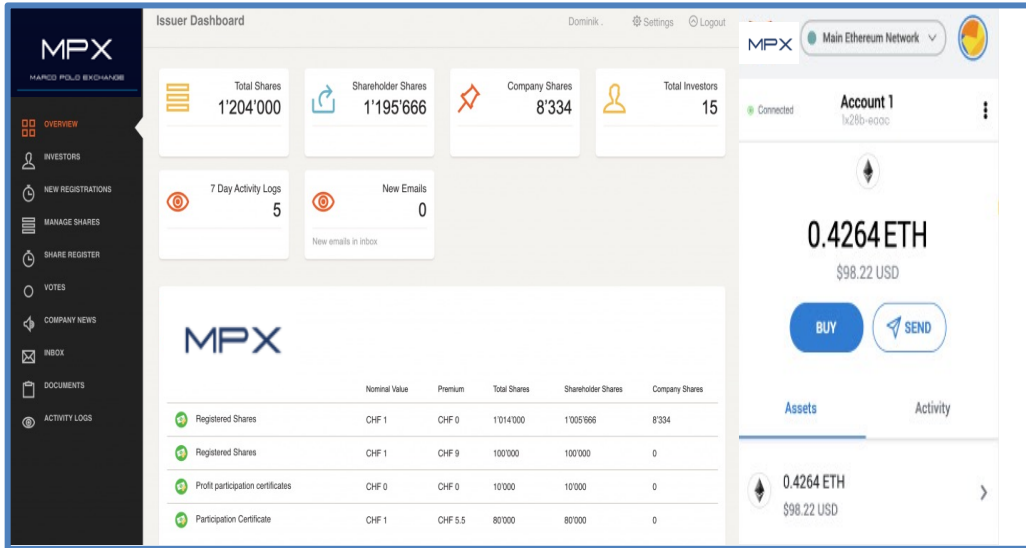 MPX
MARCO POLO EXCHANGE
OVERVIEW
INVESTORS
NEW REGISTRATIONS
MANAGE SHARES
SHARE REGISTER
VOTES
COMPANY NEWS
INBOX
DOCUMENTS
ACTIVITY LOGS
Issuer Dashboard
Dominik .
Settings
Logout
Total Shares
1'204'000
Shareholder Shares
1'195'666
Company Shares
8'334
Total Investors
15
7 Day Activity Logs
5
New Emails
0
New emails in inbox
MPX
Nominal Value Premium Total Shares Shareholder Shares Company Shares
Registered Shares CHF 1 CHF 0 1'014'000 1'005'666 8'334
Registered Shares CHF 1 CHF 9 100'000 100'000 0
Profit participation certificates CHF 0 CHF 0 10'000 10'000 0
Participation Certificate CHF 1 CHF 5.5 80'000 80'000 0
MPX
Main Ethereum Network
Connected
Account 1
1x28b-eaac
0.4264 ETH
$98.22 USD
BUY
SEND
Assets
Activity
0.4264 ETH
$98.22 USD